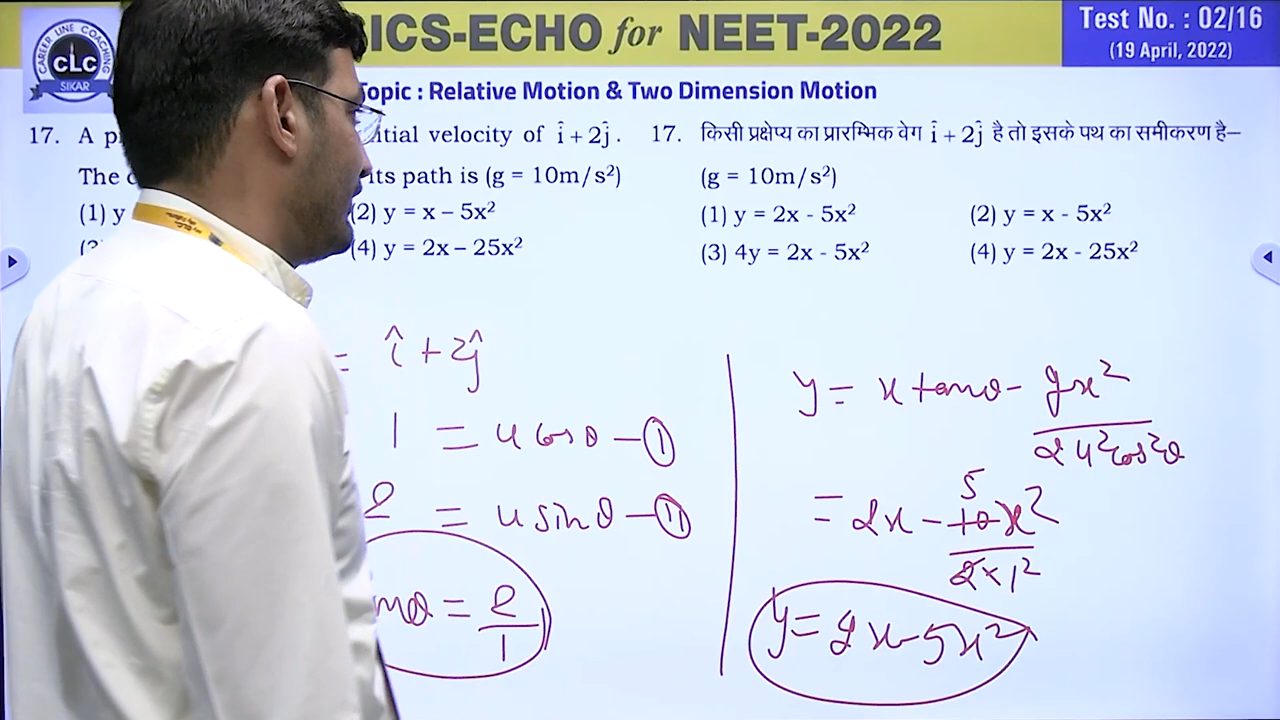 ICS-ECHO for NEET-2022
Test No. : 02/16
(19 April, 2022)
CAREER LINE COACHING
CLC
SIKAR
Topic : Relative Motion & Two Dimension Motion
17. A p itial velocity of î + 2ĵ.
The its path is (g = 10m/s²)
(1) y (2) y = x – 5x²
(4) y = 2x – 25x²
17. किसी प्रक्षेप्य का प्रारम्भिक वेग î + 2ĵ है तो इसके पथ का समीकरण है–
(g = 10m/s²)
(1) y = 2x - 5x² (2) y = x - 5x²
(3) 4y = 2x - 5x² (4) y = 2x - 25x²
= î + 2ĵ
1 = u cosθ – ①
2 = u sinθ – ⑪
anθ = 2/1
y = x tanθ - gx²/2u²cos²θ
= 2x - 10x²/2×1² 5
y = 2x - 5x²